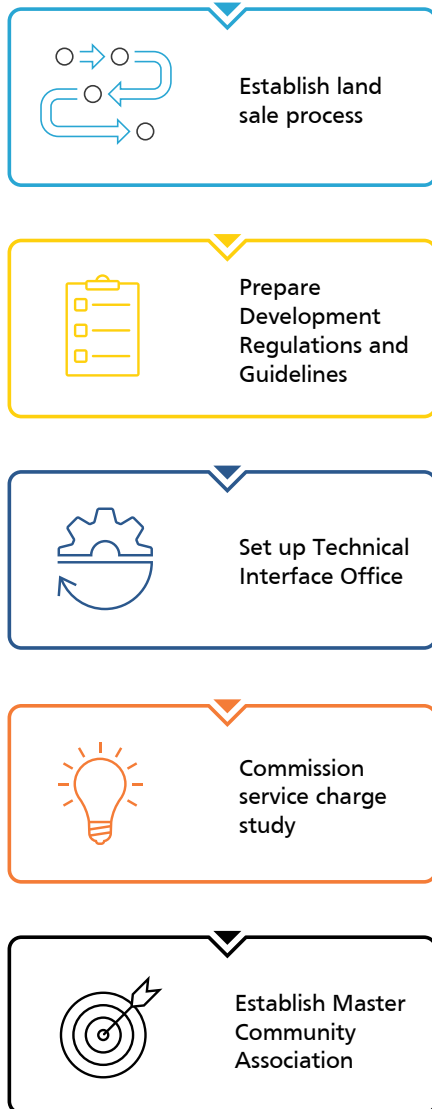 Establish land
sale process
Prepare
Development
Regulations and
Guidelines
Set up Technical
Interface Office
Commission
service charge
study
Establish Master
Community
Association